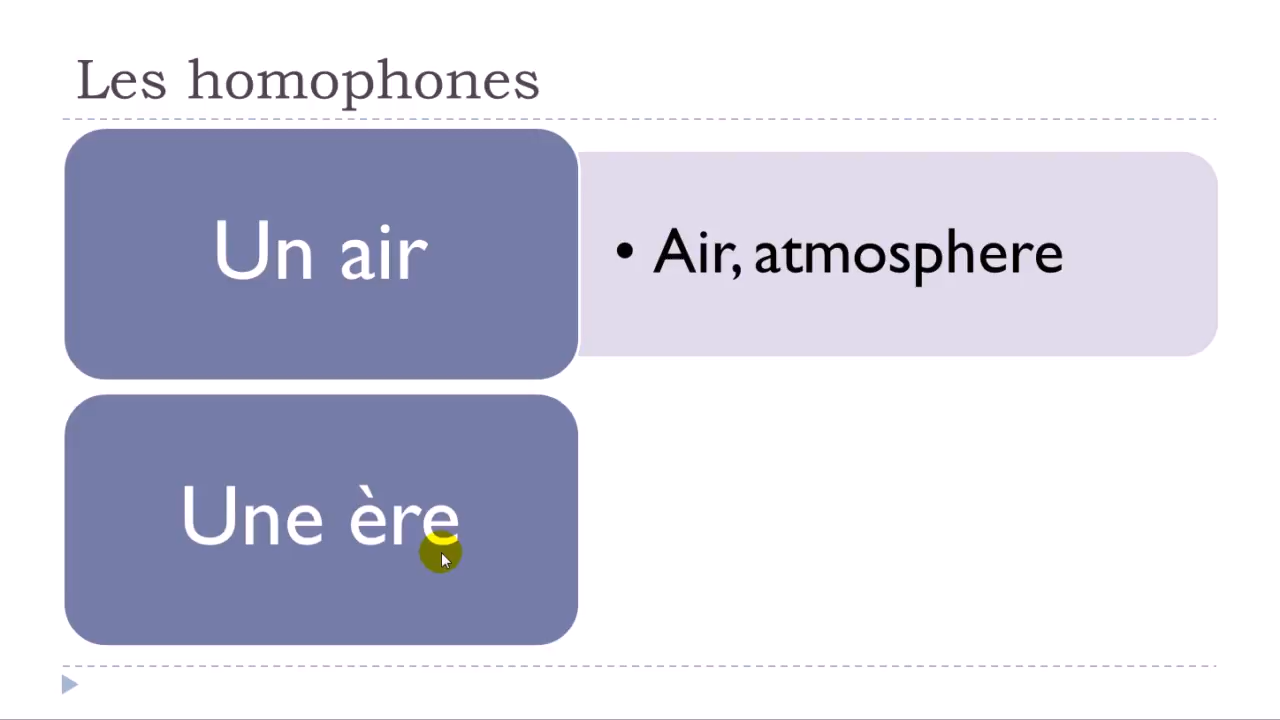 Les homophones
Un air
• Air, atmosphere
Une ère